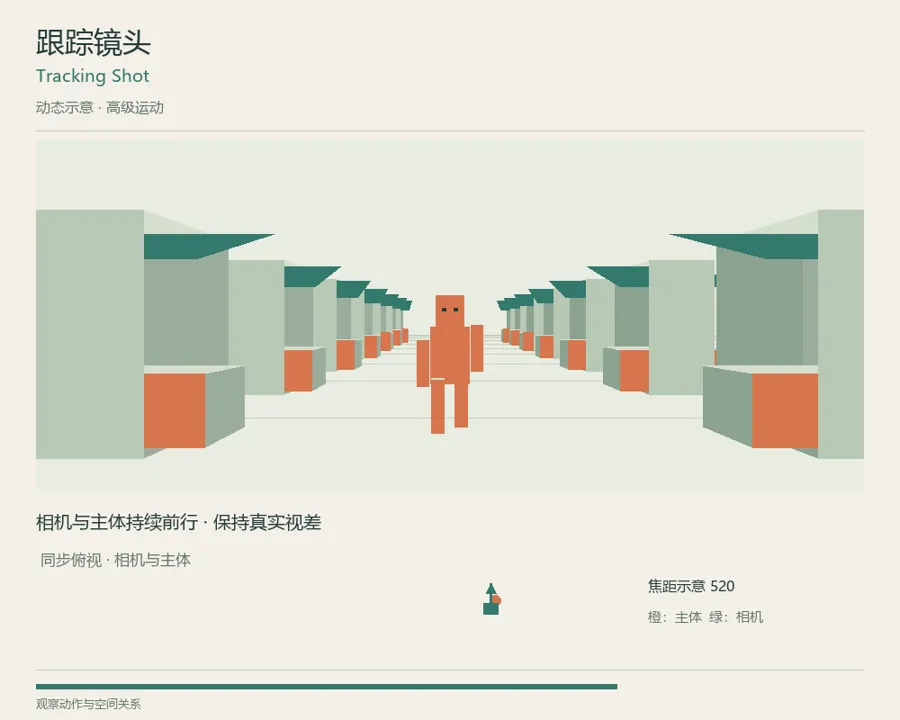 跟踪镜头
Tracking Shot
动态示意 · 高级运动
相机与主体持续前行 · 保持真实视差
同步俯视 · 相机与主体
焦距示意 520
橙：主体 绿：相机
观察动作与空间关系